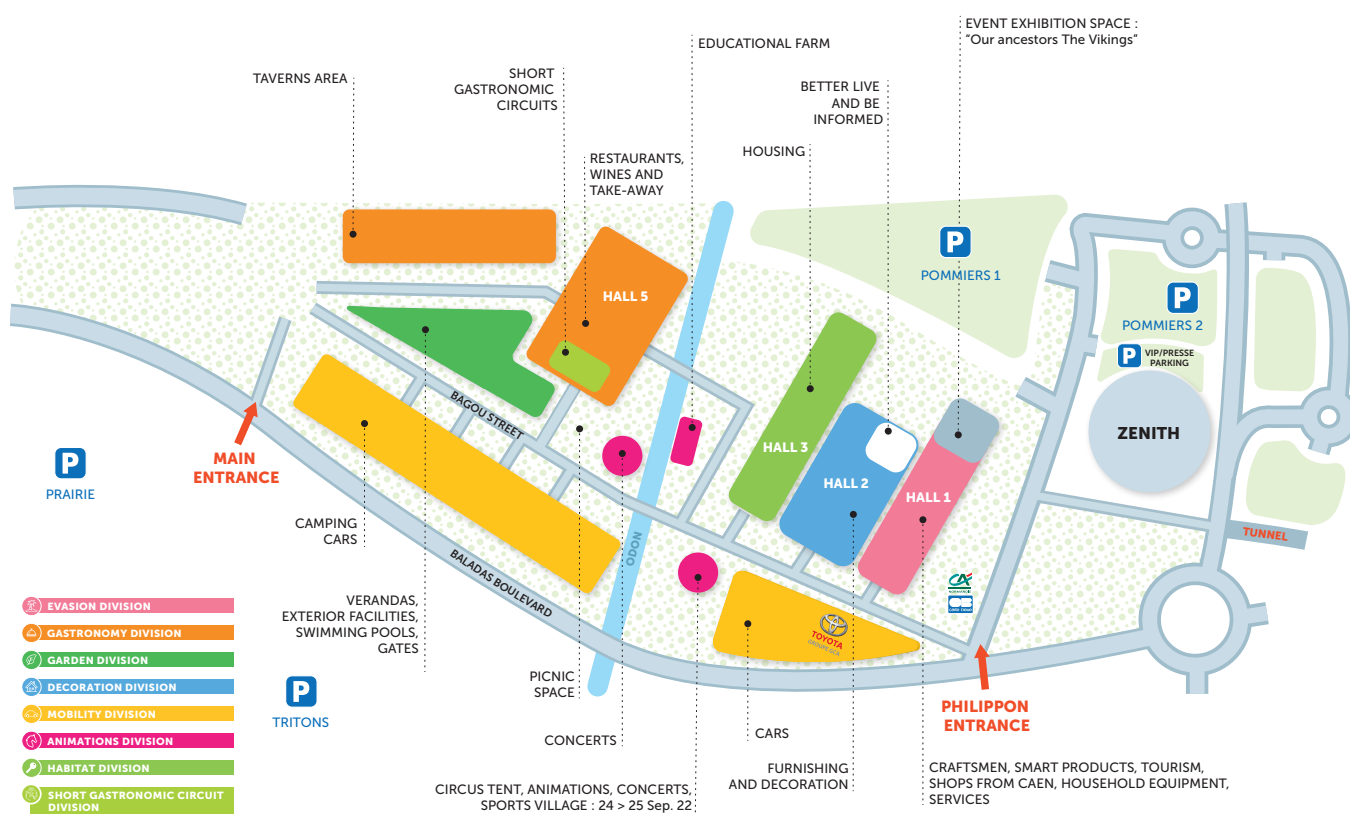 EVENT EXHIBITION SPACE :
"Our ancestors The Vikings"
EDUCATIONAL FARM
TAVERNS AREA
SHORT
GASTRONOMIC
CIRCUITS
BETTER LIVE
AND BE
INFORMED
HOUSING
RESTAURANTS,
WINES AND
TAKE-AWAY
P
POMMIERS 1
HALL 5
P
POMMIERS 2
P VIP/PRESSE
PARKING
BAGOU STREET
ZENITH
HALL 3
HALL 2
HALL 1
MAIN
ENTRANCE
P
PRAIRIE
CAMPING
CARS
ODON
TUNNEL
BALADAS BOULEVARD
CA
NORMANDIE
VERANDAS,
EXTERIOR FACILITIES,
SWIMMING POOLS,
GATES
TOYOTA
GROUPE GCA
EVASION DIVISION
GASTRONOMY DIVISION
GARDEN DIVISION
DECORATION DIVISION
MOBILITY DIVISION
ANIMATIONS DIVISION
HABITAT DIVISION
SHORT GASTRONOMIC CIRCUIT
DIVISION
P
TRITONS
PICNIC
SPACE
CONCERTS
CARS
PHILIPPON
ENTRANCE
CIRCUS TENT, ANIMATIONS, CONCERTS,
SPORTS VILLAGE : 24 > 25 Sep. 22
FURNISHING
AND DECORATION
CRAFTSMEN, SMART PRODUCTS, TOURISM,
SHOPS FROM CAEN, HOUSEHOLD EQUIPMENT,
SERVICES